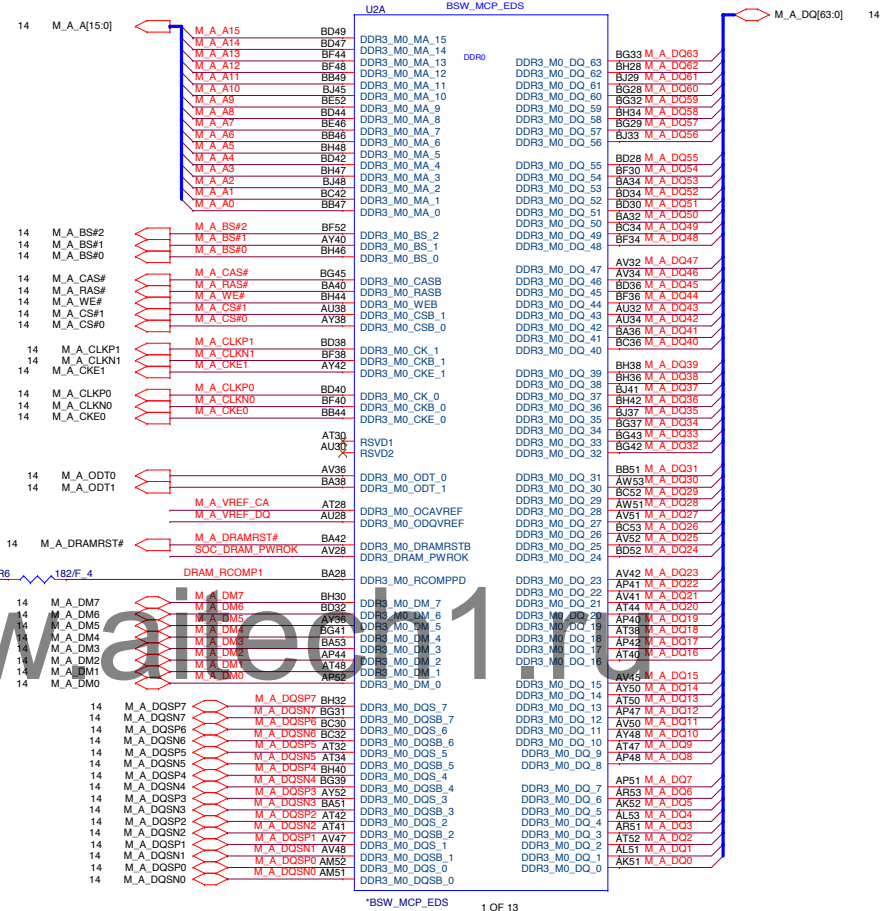 U2A BSW_MCP_EDS
14 M_A_A[15:0] M_A_DQ[63:0] 14
DDR0
M_A_A15 BD49 DDR3_M0_MA_15
M_A_A14 BD47 DDR3_M0_MA_14
M_A_A13 BF44 DDR3_M0_MA_13
M_A_A12 BF48 DDR3_M0_MA_12
M_A_A11 BB49 DDR3_M0_MA_11
M_A_A10 BJ45 DDR3_M0_MA_10
M_A_A9 BE52 DDR3_M0_MA_9
M_A_A8 BD44 DDR3_M0_MA_8
M_A_A7 BE46 DDR3_M0_MA_7
M_A_A6 BB46 DDR3_M0_MA_6
M_A_A5 BH48 DDR3_M0_MA_5
M_A_A4 BD42 DDR3_M0_MA_4
M_A_A3 BH47 DDR3_M0_MA_3
M_A_A2 BJ48 DDR3_M0_MA_2
M_A_A1 BC42 DDR3_M0_MA_1
M_A_A0 BB47 DDR3_M0_MA_0
14 M_A_BS#2 M_A_BS#2 BF52 DDR3_M0_BS_2
14 M_A_BS#1 M_A_BS#1 AY40 DDR3_M0_BS_1
14 M_A_BS#0 M_A_BS#0 BH46 DDR3_M0_BS_0
14 M_A_CAS# M_A_CAS# BG45 DDR3_M0_CASB
14 M_A_RAS# M_A_RAS# BA40 DDR3_M0_RASB
14 M_A_WE# M_A_WE# BH44 DDR3_M0_WEB
14 M_A_CS#1 M_A_CS#1 AU38 DDR3_M0_CSB_1
14 M_A_CS#0 M_A_CS#0 AY38 DDR3_M0_CSB_0
14 M_A_CLKP1 M_A_CLKP1 BD38 DDR3_M0_CK_1
14 M_A_CLKN1 M_A_CLKN1 BF38 DDR3_M0_CKB_1
14 M_A_CKE1 M_A_CKE1 AY42 DDR3_M0_CKE_1
14 M_A_CLKP0 M_A_CLKP0 BD40 DDR3_M0_CK_0
14 M_A_CLKN0 M_A_CLKN0 BF40 DDR3_M0_CKB_0
14 M_A_CKE0 M_A_CKE0 BB44 DDR3_M0_CKE_0
AT30 RSVD1
AU30 RSVD2
14 M_A_ODT0 AV36 DDR3_M0_ODT_0
14 M_A_ODT1 BA38 DDR3_M0_ODT_1
M_A_VREF_CA AT28 DDR3_M0_OCAVREF
M_A_VREF_DQ AU28 DDR3_M0_ODQVREF
14 M_A_DRAMRST# M_A_DRAMRST# BA42 DDR3_M0_DRAMRSTB
SOC_DRAM_PWROK AV28 DDR3_DRAM_PWROK
R6 182/F_4 DRAM_RCOMP1 BA28 DDR3_M0_RCOMPPD
14 M_A_DM7 M_A_DM7 BH30 DDR3_M0_DM_7
14 M_A_DM6 M_A_DM6 BD32 DDR3_M0_DM_6
14 M_A_DM5 M_A_DM5 AY36 DDR3_M0_DM_5
14 M_A_DM4 M_A_DM4 BG41 DDR3_M0_DM_4
14 M_A_DM3 M_A_DM3 BA53 DDR3_M0_DM_3
14 M_A_DM2 M_A_DM2 AP44 DDR3_M0_DM_2
14 M_A_DM1 M_A_DM1 AT48 DDR3_M0_DM_1
14 M_A_DM0 M_A_DM0 AP52 DDR3_M0_DM_0
14 M_A_DQSP7 M_A_DQSP7 BH32 DDR3_M0_DQS_7
14 M_A_DQSN7 M_A_DQSN7 BG31 DDR3_M0_DQSB_7
14 M_A_DQSP6 M_A_DQSP6 BC30 DDR3_M0_DQS_6
14 M_A_DQSN6 M_A_DQSN6 BC32 DDR3_M0_DQSB_6
14 M_A_DQSP5 M_A_DQSP5 AT32 DDR3_M0_DQS_5
14 M_A_DQSN5 M_A_DQSN5 AT34 DDR3_M0_DQSB_5
14 M_A_DQSP4 M_A_DQSP4 BH40 DDR3_M0_DQS_4
14 M_A_DQSN4 M_A_DQSN4 BG39 DDR3_M0_DQSB_4
14 M_A_DQSP3 M_A_DQSP3 AY52 DDR3_M0_DQS_3
14 M_A_DQSN3 M_A_DQSN3 BA51 DDR3_M0_DQSB_3
14 M_A_DQSP2 M_A_DQSP2 AT42 DDR3_M0_DQS_2
14 M_A_DQSN2 M_A_DQSN2 AT41 DDR3_M0_DQSB_2
14 M_A_DQSP1 M_A_DQSP1 AV47 DDR3_M0_DQS_1
14 M_A_DQSN1 M_A_DQSN1 AV48 DDR3_M0_DQSB_1
14 M_A_DQSP0 M_A_DQSP0 AM52 DDR3_M0_DQS_0
14 M_A_DQSN0 M_A_DQSN0 AM51 DDR3_M0_DQSB_0
DDR3_M0_DQ_63 BG33 M_A_DQ63
DDR3_M0_DQ_62 BH28 M_A_DQ62
DDR3_M0_DQ_61 BJ29 M_A_DQ61
DDR3_M0_DQ_60 BG28 M_A_DQ60
DDR3_M0_DQ_59 BG32 M_A_DQ59
DDR3_M0_DQ_58 BH34 M_A_DQ58
DDR3_M0_DQ_57 BG29 M_A_DQ57
DDR3_M0_DQ_56 BJ33 M_A_DQ56
DDR3_M0_DQ_55 BD28 M_A_DQ55
DDR3_M0_DQ_54 BF30 M_A_DQ54
DDR3_M0_DQ_53 BA34 M_A_DQ53
DDR3_M0_DQ_52 BD34 M_A_DQ52
DDR3_M0_DQ_51 BD30 M_A_DQ51
DDR3_M0_DQ_50 BA32 M_A_DQ50
DDR3_M0_DQ_49 BC34 M_A_DQ49
DDR3_M0_DQ_48 BF34 M_A_DQ48
DDR3_M0_DQ_47 AV32 M_A_DQ47
DDR3_M0_DQ_46 AV34 M_A_DQ46
DDR3_M0_DQ_45 BD36 M_A_DQ45
DDR3_M0_DQ_44 BF36 M_A_DQ44
DDR3_M0_DQ_43 AU32 M_A_DQ43
DDR3_M0_DQ_42 AU34 M_A_DQ42
DDR3_M0_DQ_41 BA36 M_A_DQ41
DDR3_M0_DQ_40 BC36 M_A_DQ40
DDR3_M0_DQ_39 BH38 M_A_DQ39
DDR3_M0_DQ_38 BH36 M_A_DQ38
DDR3_M0_DQ_37 BJ41 M_A_DQ37
DDR3_M0_DQ_36 BH42 M_A_DQ36
DDR3_M0_DQ_35 BJ37 M_A_DQ35
DDR3_M0_DQ_34 BG37 M_A_DQ34
DDR3_M0_DQ_33 BG43 M_A_DQ33
DDR3_M0_DQ_32 BG42 M_A_DQ32
DDR3_M0_DQ_31 BB51 M_A_DQ31
DDR3_M0_DQ_30 AW53 M_A_DQ30
DDR3_M0_DQ_29 BC52 M_A_DQ29
DDR3_M0_DQ_28 AW51 M_A_DQ28
DDR3_M0_DQ_27 AV51 M_A_DQ27
DDR3_M0_DQ_26 BC53 M_A_DQ26
DDR3_M0_DQ_25 AV52 M_A_DQ25
DDR3_M0_DQ_24 BD52 M_A_DQ24
DDR3_M0_DQ_23 AV42 M_A_DQ23
DDR3_M0_DQ_22 AP41 M_A_DQ22
DDR3_M0_DQ_21 AV41 M_A_DQ21
DDR3_M0_DQ_20 AT44 M_A_DQ20
DDR3_M0_DQ_19 AP40 M_A_DQ19
DDR3_M0_DQ_18 AT38 M_A_DQ18
DDR3_M0_DQ_17 AP42 M_A_DQ17
DDR3_M0_DQ_16 AT40 M_A_DQ16
DDR3_M0_DQ_15 AV45 M_A_DQ15
DDR3_M0_DQ_14 AY50 M_A_DQ14
DDR3_M0_DQ_13 AT50 M_A_DQ13
DDR3_M0_DQ_12 AP47 M_A_DQ12
DDR3_M0_DQ_11 AV50 M_A_DQ11
DDR3_M0_DQ_10 AY48 M_A_DQ10
DDR3_M0_DQ_9 AT47 M_A_DQ9
DDR3_M0_DQ_8 AP48 M_A_DQ8
DDR3_M0_DQ_7 AP51 M_A_DQ7
DDR3_M0_DQ_6 AR53 M_A_DQ6
DDR3_M0_DQ_5 AK52 M_A_DQ5
DDR3_M0_DQ_4 AL53 M_A_DQ4
DDR3_M0_DQ_3 AR51 M_A_DQ3
DDR3_M0_DQ_2 AT52 M_A_DQ2
DDR3_M0_DQ_1 AL51 M_A_DQ1
DDR3_M0_DQ_0 AK51 M_A_DQ0
w.aitech1.ru
*BSW_MCP_EDS 1 OF 13